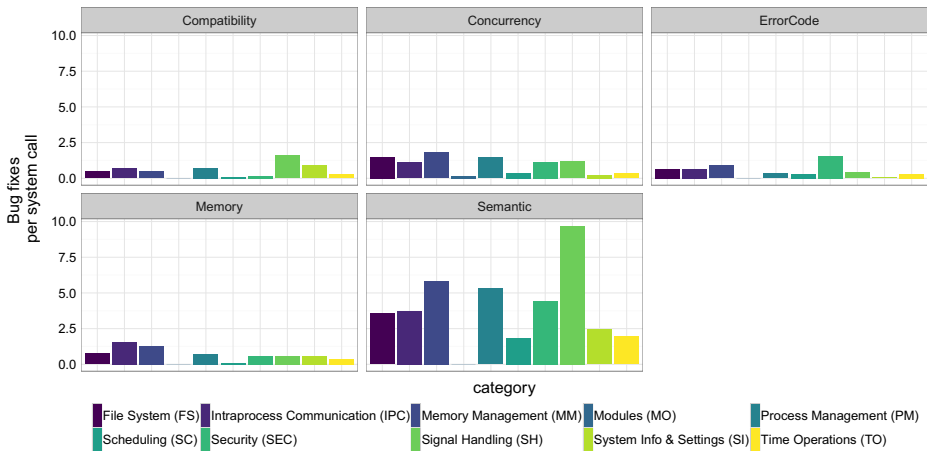 Compatibility
Concurrency
ErrorCode
10.0
7.5
5.0
2.5
0.0
Memory
Semantic
10.0
7.5
5.0
2.5
0.0
Bug fixes
per system call
category
File System (FS)
Intraprocess Communication (IPC)
Memory Management (MM)
Modules (MO)
Process Management (PM)
Scheduling (SC)
Security (SEC)
Signal Handling (SH)
System Info & Settings (SI)
Time Operations (TO)